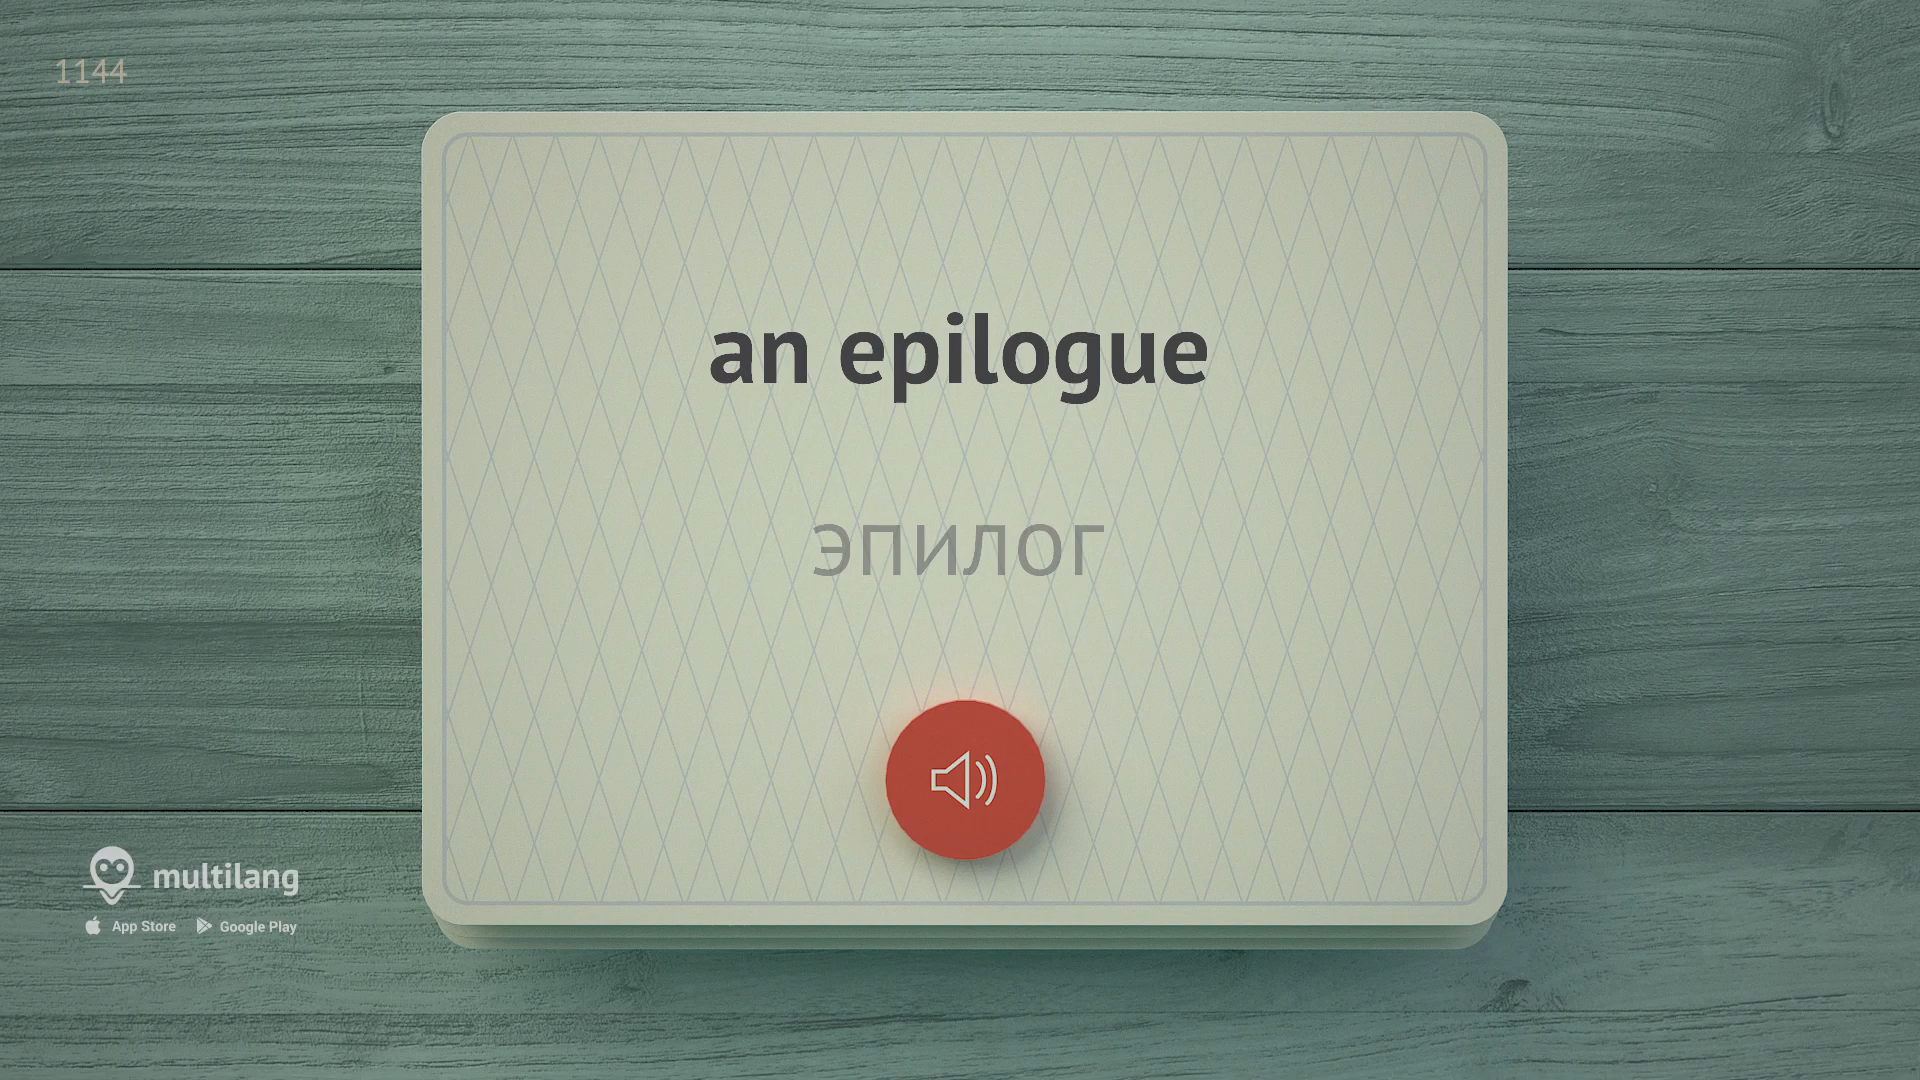 1144
an epilogue
эпилог
multilang
App Store
Google Play